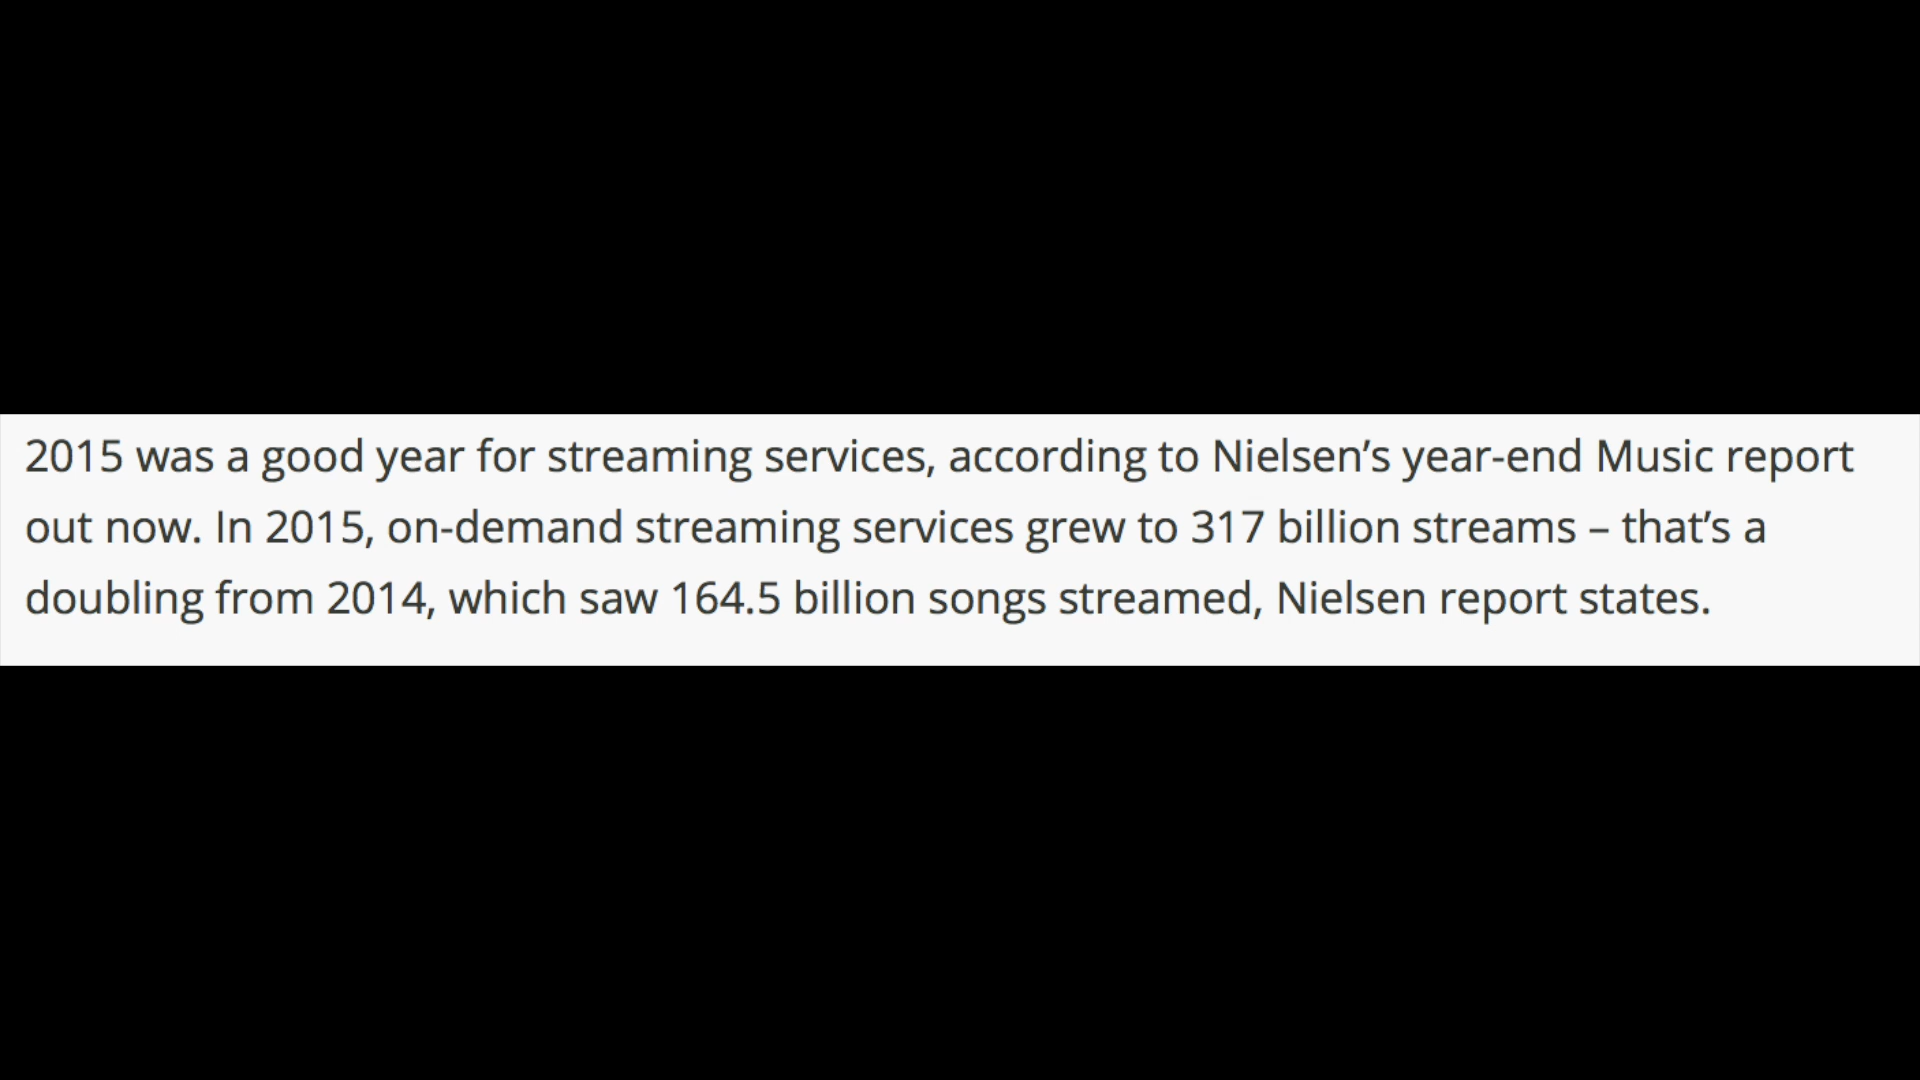 2015 was a good year for streaming services, according to Nielsen’s year-end Music report
out now. In 2015, on-demand streaming services grew to 317 billion streams – that’s a
doubling from 2014, which saw 164.5 billion songs streamed, Nielsen report states.